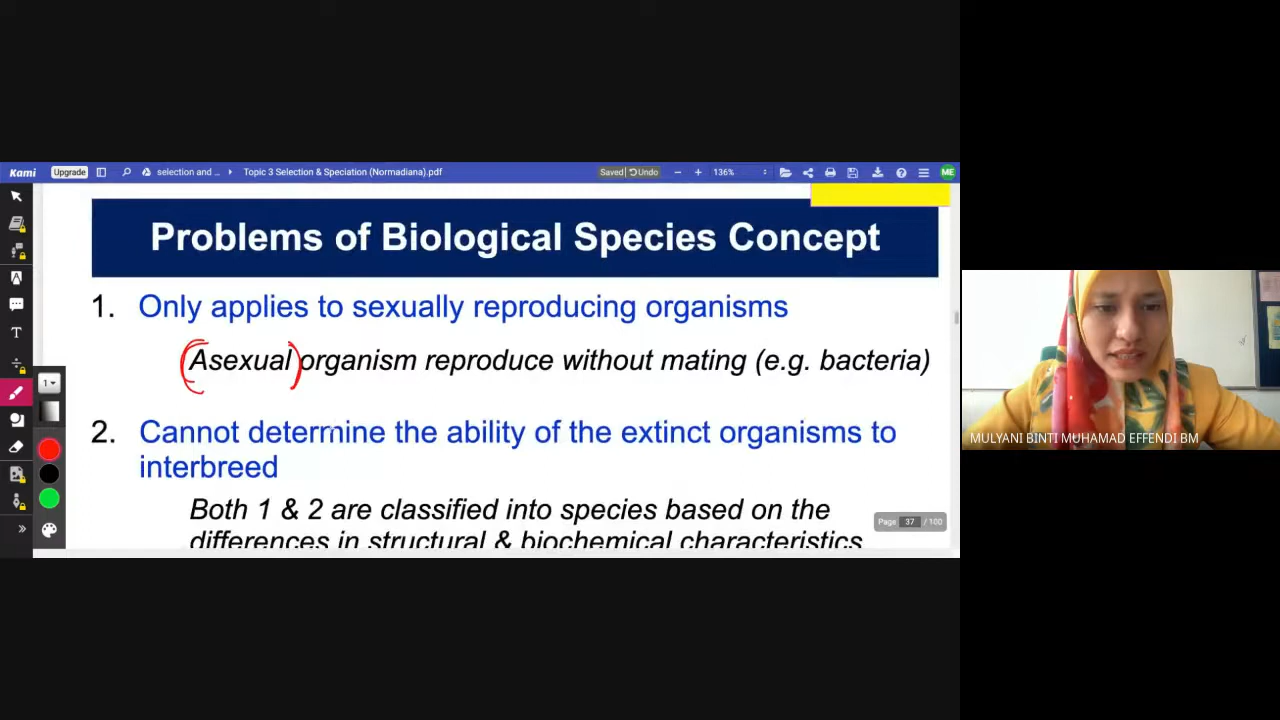 Kami Upgrade selection and ... Topic 3 Selection & Speciation (Normadiana).pdf Saved Undo 136% ME
Problems of Biological Species Concept
1. Only applies to sexually reproducing organisms
Asexual organism reproduce without mating (e.g. bacteria)
2. Cannot determine the ability of the extinct organisms to
interbreed
Both 1 & 2 are classified into species based on the
differences in structural & biochemical characteristics
Page 37 / 100
T
1
MULYANI BINTI MUHAMAD EFFENDI BM